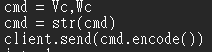 cmd = Vc,Wc
cmd = str(cmd)
client.send(cmd.encode())